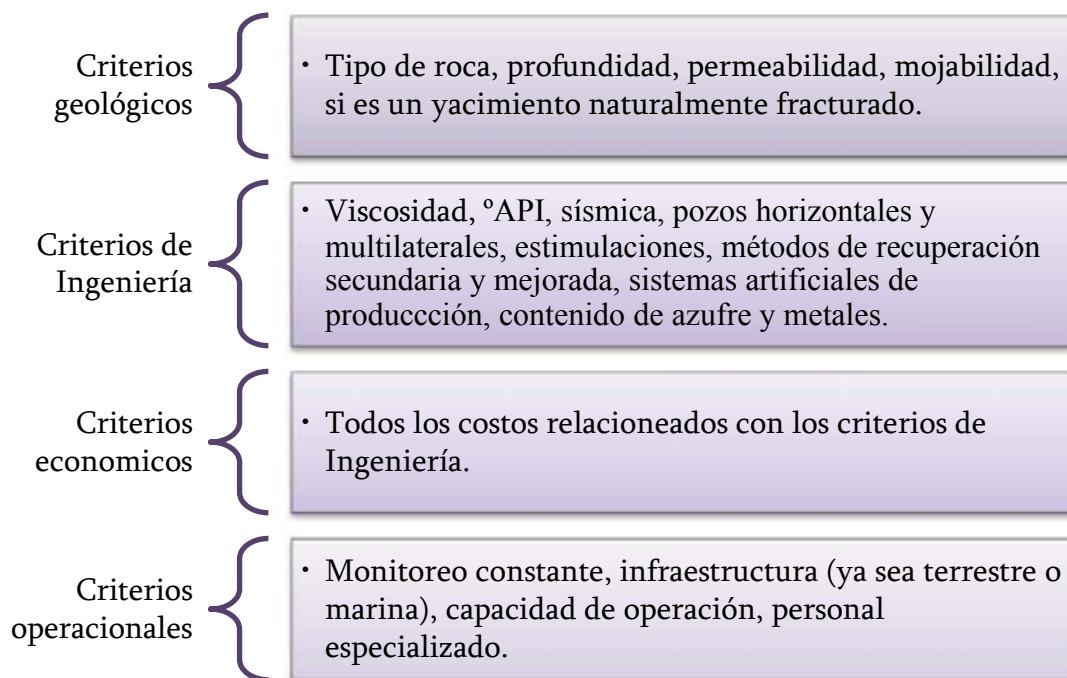 Criterios
geológicos
· Tipo de roca, profundidad, permeabilidad, mojabilidad,
si es un yacimiento naturalmente fracturado.
Criterios de
Ingeniería
· Viscosidad, ºAPI, sísmica, pozos horizontales y
multilaterales, estimulaciones, métodos de recuperación
secundaria y mejorada, sistemas artificiales de
produccción, contenido de azufre y metales.
Criterios
economicos
· Todos los costos relacioneados con los criterios de
Ingeniería.
Criterios
operacionales
· Monitoreo constante, infraestructura (ya sea terrestre o
marina), capacidad de operación, personal
especializado.